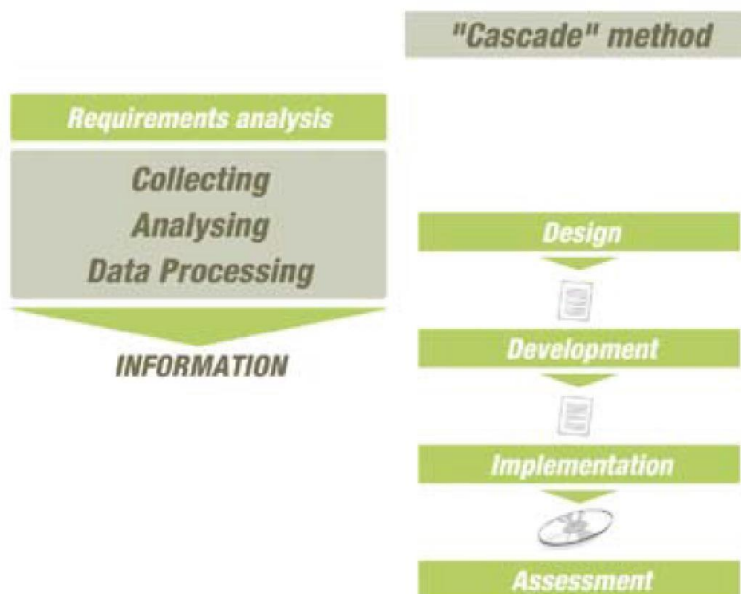 "Cascade" method
Requirements analysis
Collecting
Analysing
Data Processing
INFORMATION
Design
Development
Implementation
Assessment